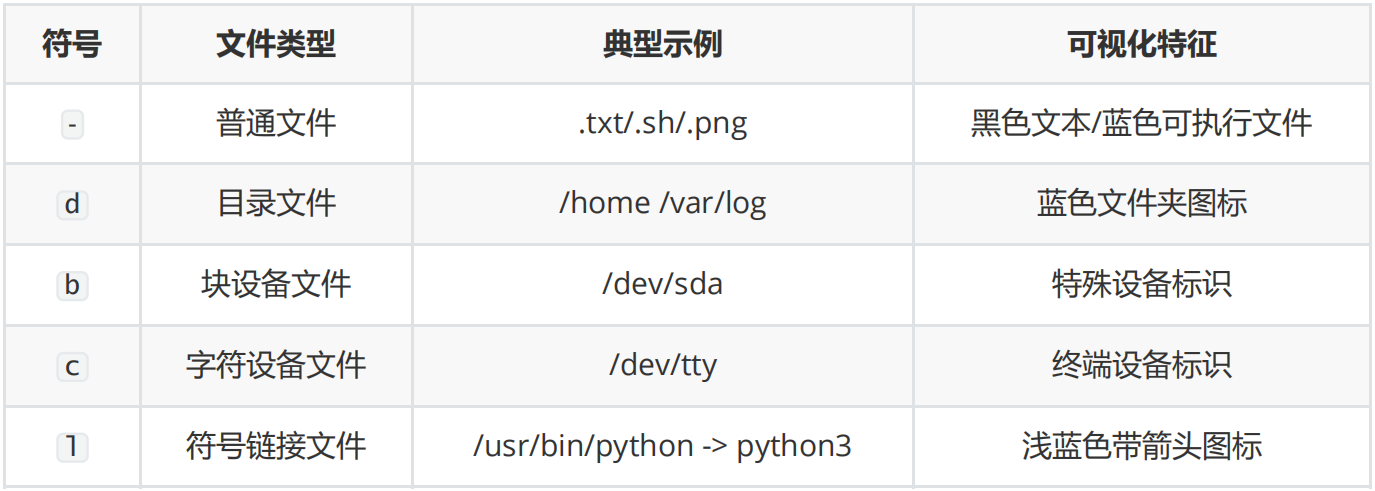 符号 文件类型 典型示例 可视化特征
- 普通文件 .txt/.sh/.png 黑色文本/蓝色可执行文件
d 目录文件 /home /var/log 蓝色文件夹图标
b 块设备文件 /dev/sda 特殊设备标识
c 字符设备文件 /dev/tty 终端设备标识
l 符号链接文件 /usr/bin/python -> python3 浅蓝色带箭头图标